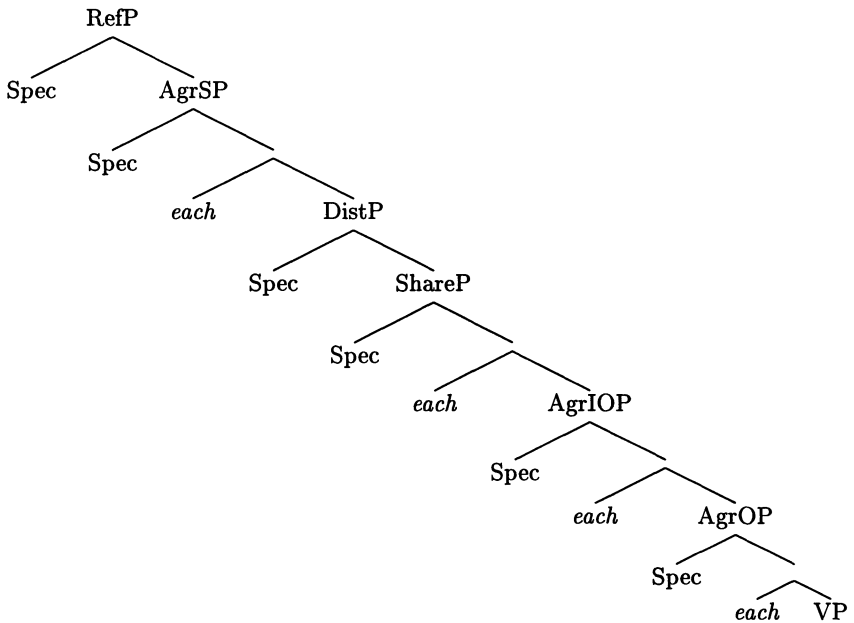 RefP
Spec AgrSP
Spec
each DistP
Spec ShareP
Spec
each AgrIOP
Spec
each AgrOP
Spec
each VP